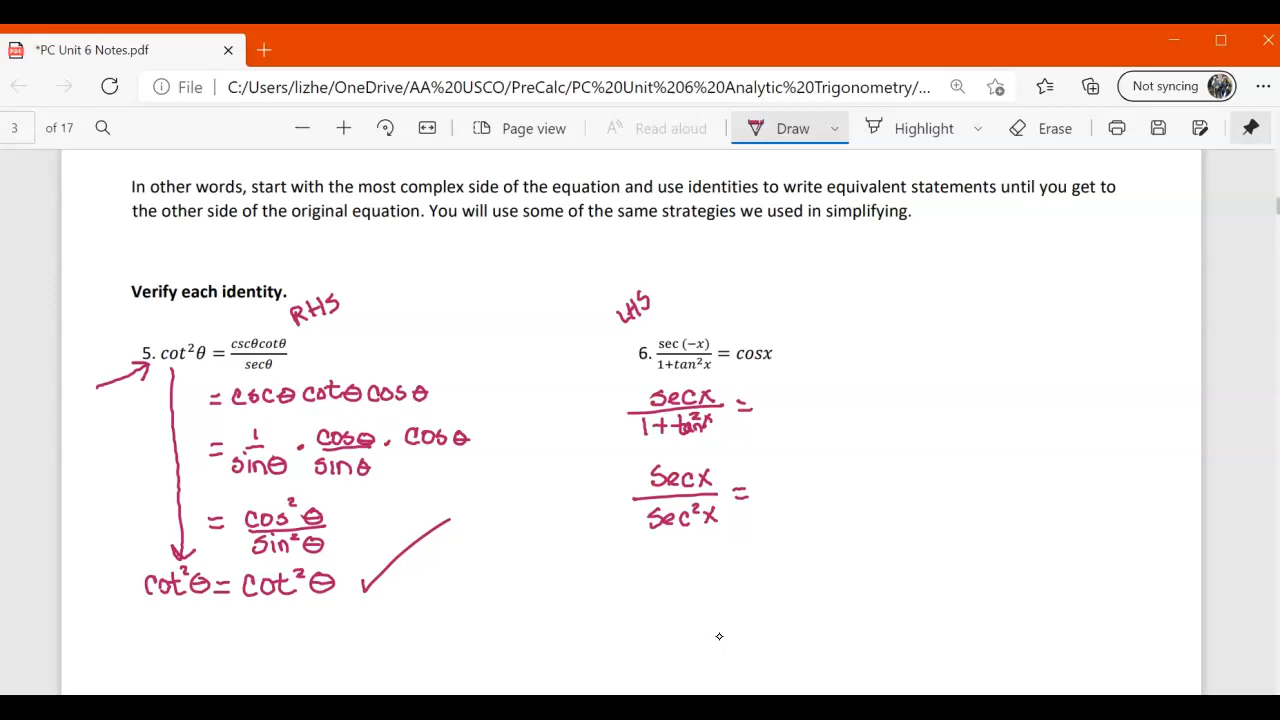 *PC Unit 6 Notes.pdf
File C:/Users/lizhe/OneDrive/AA%20USCO/PreCalc/PC%20Unit%206%20Analytic%20Trigonometry/... Not syncing
3 of 17 Page view Read aloud Draw Highlight Erase
In other words, start with the most complex side of the equation and use identities to write equivalent statements until you get to
the other side of the original equation. You will use some of the same strategies we used in simplifying.
Verify each identity.
RHS
5. cot²θ = cscθcotθ/secθ
= cscθ cotθ cosθ
= 1/sinθ · cosθ/sinθ · cosθ
= cos²θ/sin²θ
cot²θ = cot²θ ✓
LHS
6. sec (−x)/1+tan²x = cosx
secx/1+tan²x =
secx/sec²x =